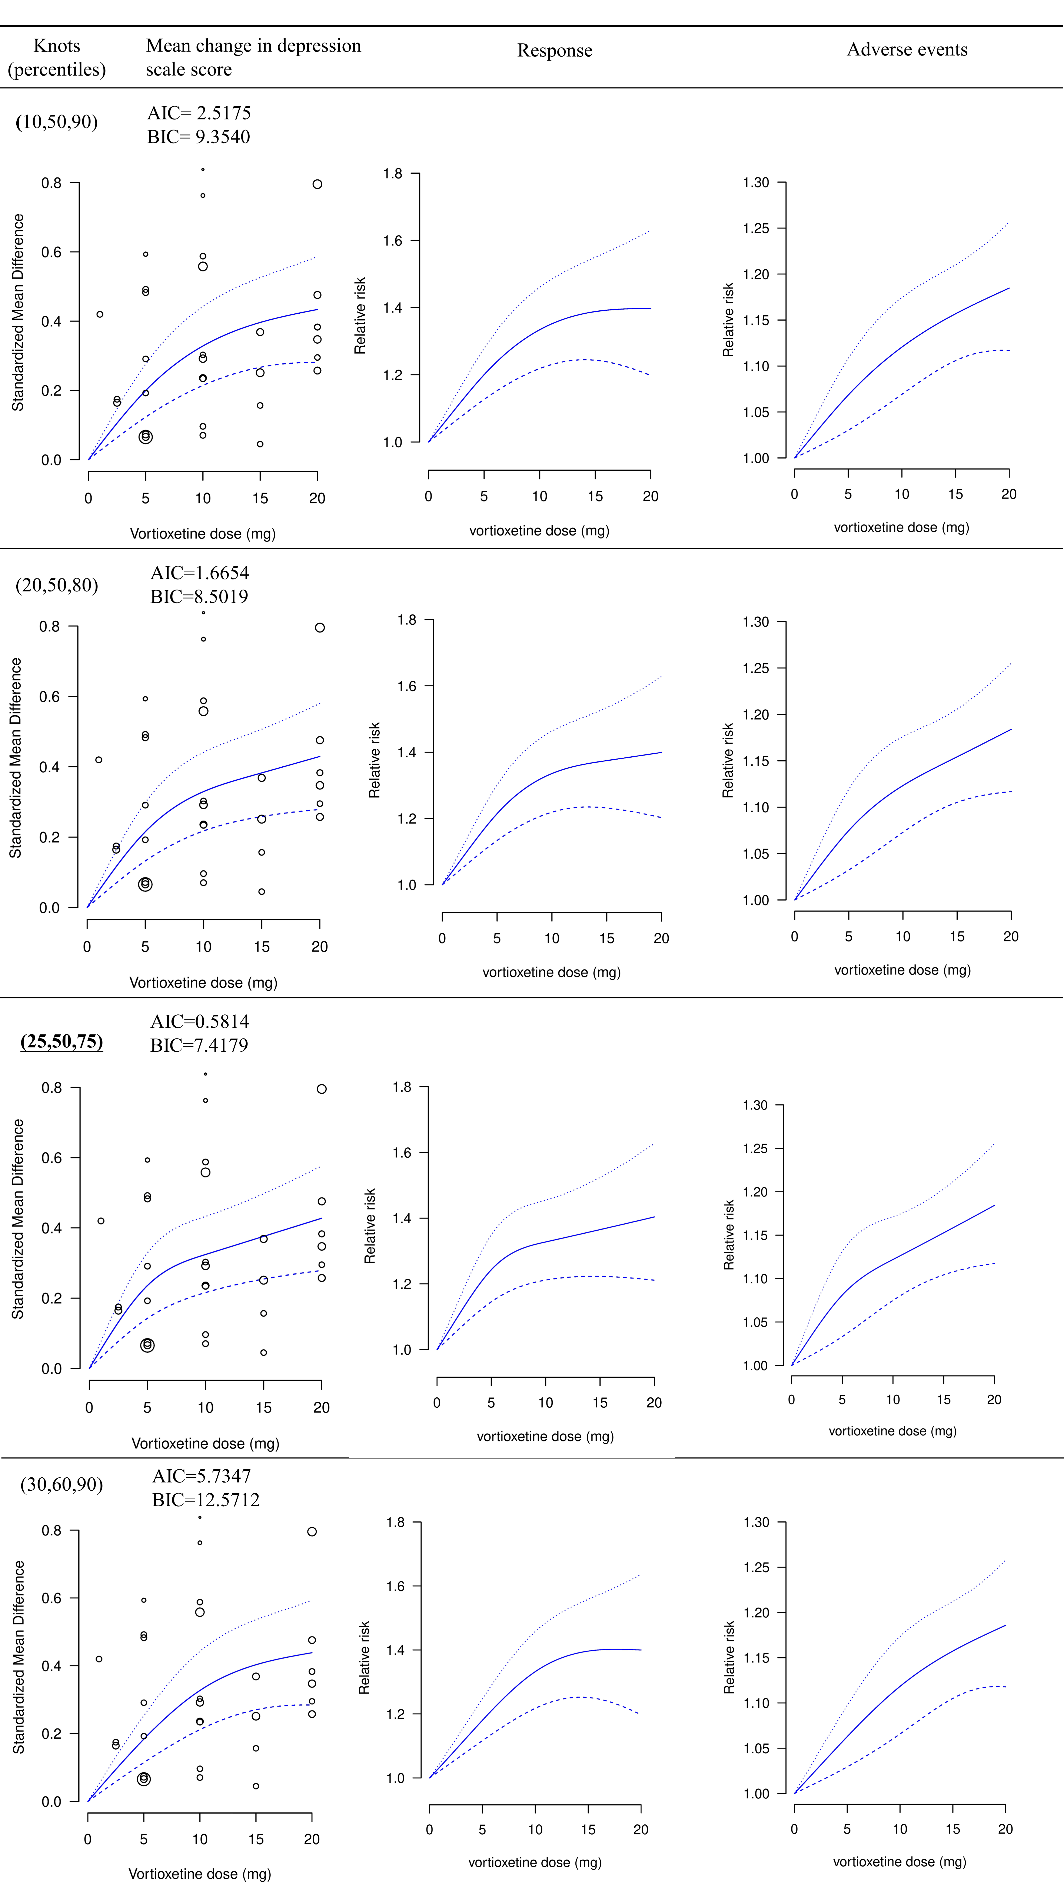 Knots
(percentiles)
Mean change in depression
scale score
Response
Adverse events
(10,50,90)
AIC= 2.5175
BIC= 9.3540
Standardized Mean Difference
0.8
0.6
0.4
0.2
0.0
0 5 10 15 20
Vortioxetine dose (mg)
Relative risk
1.8
1.6
1.4
1.2
1.0
0 5 10 15 20
vortioxetine dose (mg)
Relative risk
1.30
1.25
1.20
1.15
1.10
1.05
1.00
0 5 10 15 20
vortioxetine dose (mg)
(20,50,80)
AIC=1.6654
BIC=8.5019
Standardized Mean Difference
0.8
0.6
0.4
0.2
0.0
0 5 10 15 20
Vortioxetine dose (mg)
Relative risk
1.8
1.6
1.4
1.2
1.0
0 5 10 15 20
vortioxetine dose (mg)
Relative risk
1.30
1.25
1.20
1.15
1.10
1.05
1.00
0 5 10 15 20
vortioxetine dose (mg)
(25,50,75)
AIC=0.5814
BIC=7.4179
Standardized Mean Difference
0.8
0.6
0.4
0.2
0.0
0 5 10 15 20
Vortioxetine dose (mg)
Relative risk
1.8
1.6
1.4
1.2
1.0
0 5 10 15 20
vortioxetine dose (mg)
Relative risk
1.30
1.25
1.20
1.15
1.10
1.05
1.00
0 5 10 15 20
vortioxetine dose (mg)
(30,60,90)
AIC=5.7347
BIC=12.5712
Standardized Mean Difference
0.8
0.6
0.4
0.2
0.0
0 5 10 15 20
Vortioxetine dose (mg)
Relative risk
1.8
1.6
1.4
1.2
1.0
0 5 10 15 20
vortioxetine dose (mg)
Relative risk
1.30
1.25
1.20
1.15
1.10
1.05
1.00
0 5 10 15 20
vortioxetine dose (mg)